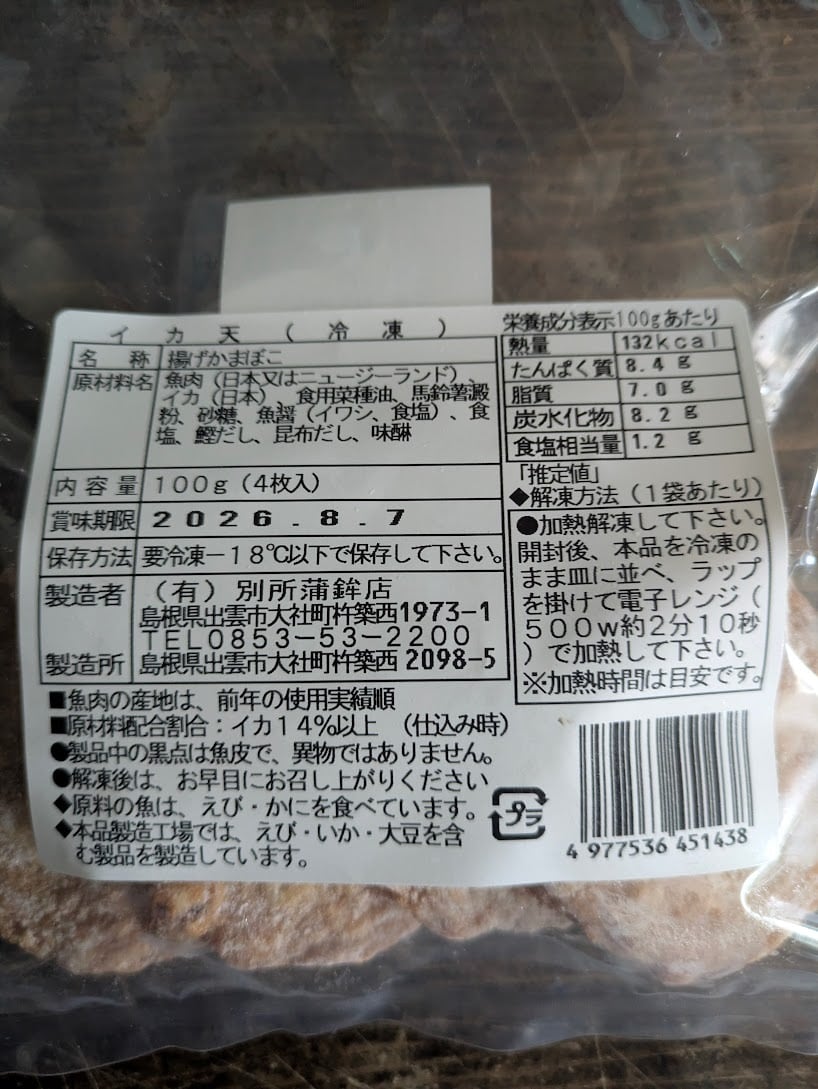 イカ天(冷凍)
名称 揚げかまぼこ
原材料名 魚肉(日本又はニュージーランド)、
イカ(日本)、食用菜種油、馬鈴薯澱
粉、砂糖、魚醤(イワシ、食塩)、食
塩、鰹だし、昆布だし、味醂
内容量 100g(4枚入)
賞味期限 2026.8.7
保存方法 要冷凍-18℃以下で保存して下さい。
製造者 (有)別所蒲鉾店
島根県出雲市大社町杵築西1973-1
TEL0853-53-2200
製造所 島根県出雲市大社町杵築西2098-5
■魚肉の産地は、前年の使用実績順
■原材料配合割合:イカ14%以上 (仕込み時)
●製品中の黒点は魚皮で、異物ではありません。
●解凍後は、お早目にお召し上がりください
◆原料の魚は、えび・かにを食べています。
◆本品製造工場では、えび・いか・大豆を含
む製品を製造しています。
栄養成分表示100gあたり
熱量 132kcal
たんぱく質 8.4g
脂質 7.0g
炭水化物 8.2g
食塩相当量 1.2g
「推定値」
◆解凍方法(1袋あたり)
●加熱解凍して下さい。
開封後、本品を冷凍の
まま皿に並べ、ラップ
を掛けて電子レンジ(
500w約2分10秒
)で加熱して下さい。
※加熱時間は目安です。
プラ
4 977536 451438